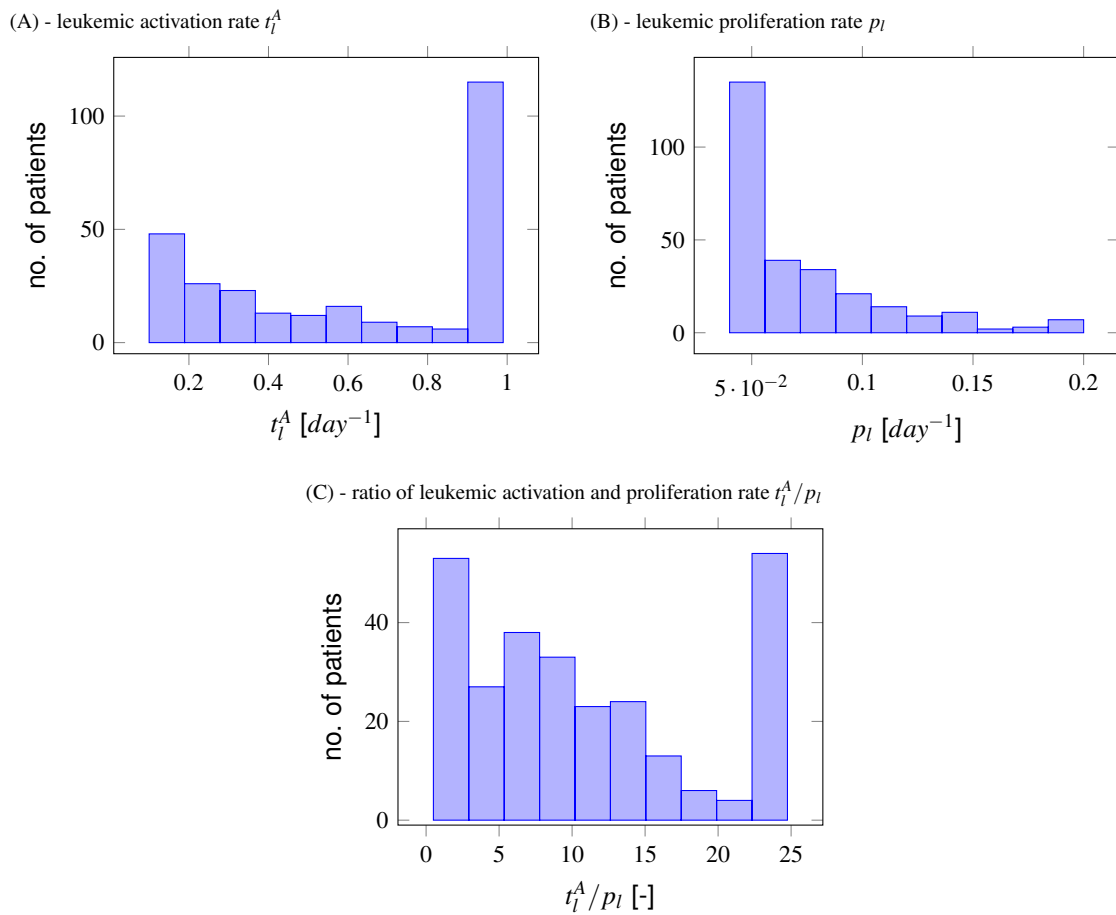 (A) - leukemic activation rate $t_l^A$
no. of patients
100
50
0
0.2 0.4 0.6 0.8 1
$t_l^A$ [$day^{-1}$]
(B) - leukemic proliferation rate $p_l$
no. of patients
100
50
0
$5 \cdot 10^{-2}$ 0.1 0.15 0.2
$p_l$ [$day^{-1}$]
(C) - ratio of leukemic activation and proliferation rate $t_l^A/p_l$
no. of patients
40
20
0
0 5 10 15 20 25
$t_l^A/p_l$ [-]